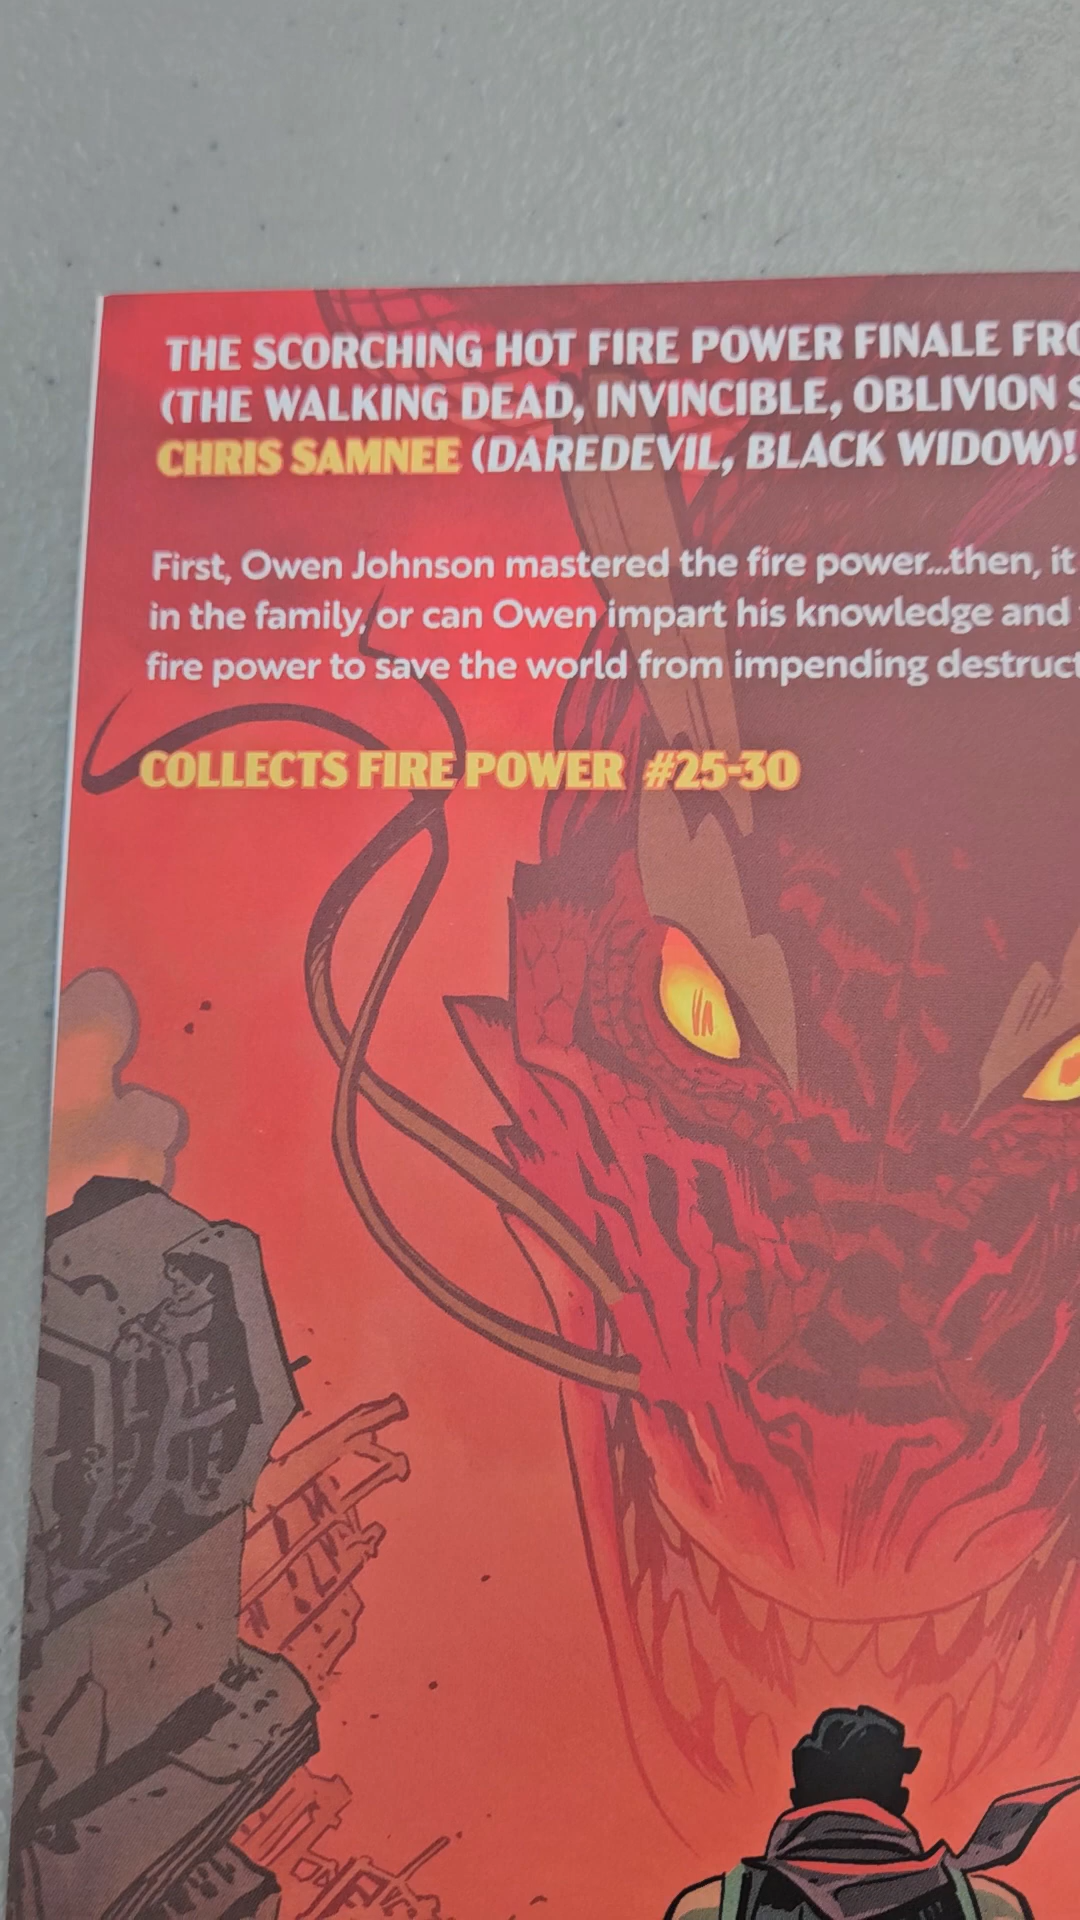 THE SCORCHING HOT FIRE POWER FINALE
(THE WALKING DEAD, INVINCIBLE, OBLIVION
CHRIS SAMNEE (DAREDEVIL, BLACK WIDOW)!
First, Owen Johnson mastered the fire power...then, it
in the family, or can Owen impart his knowledge and
fire power to save the world from impending
COLLECTS FIRE POWER #25-30